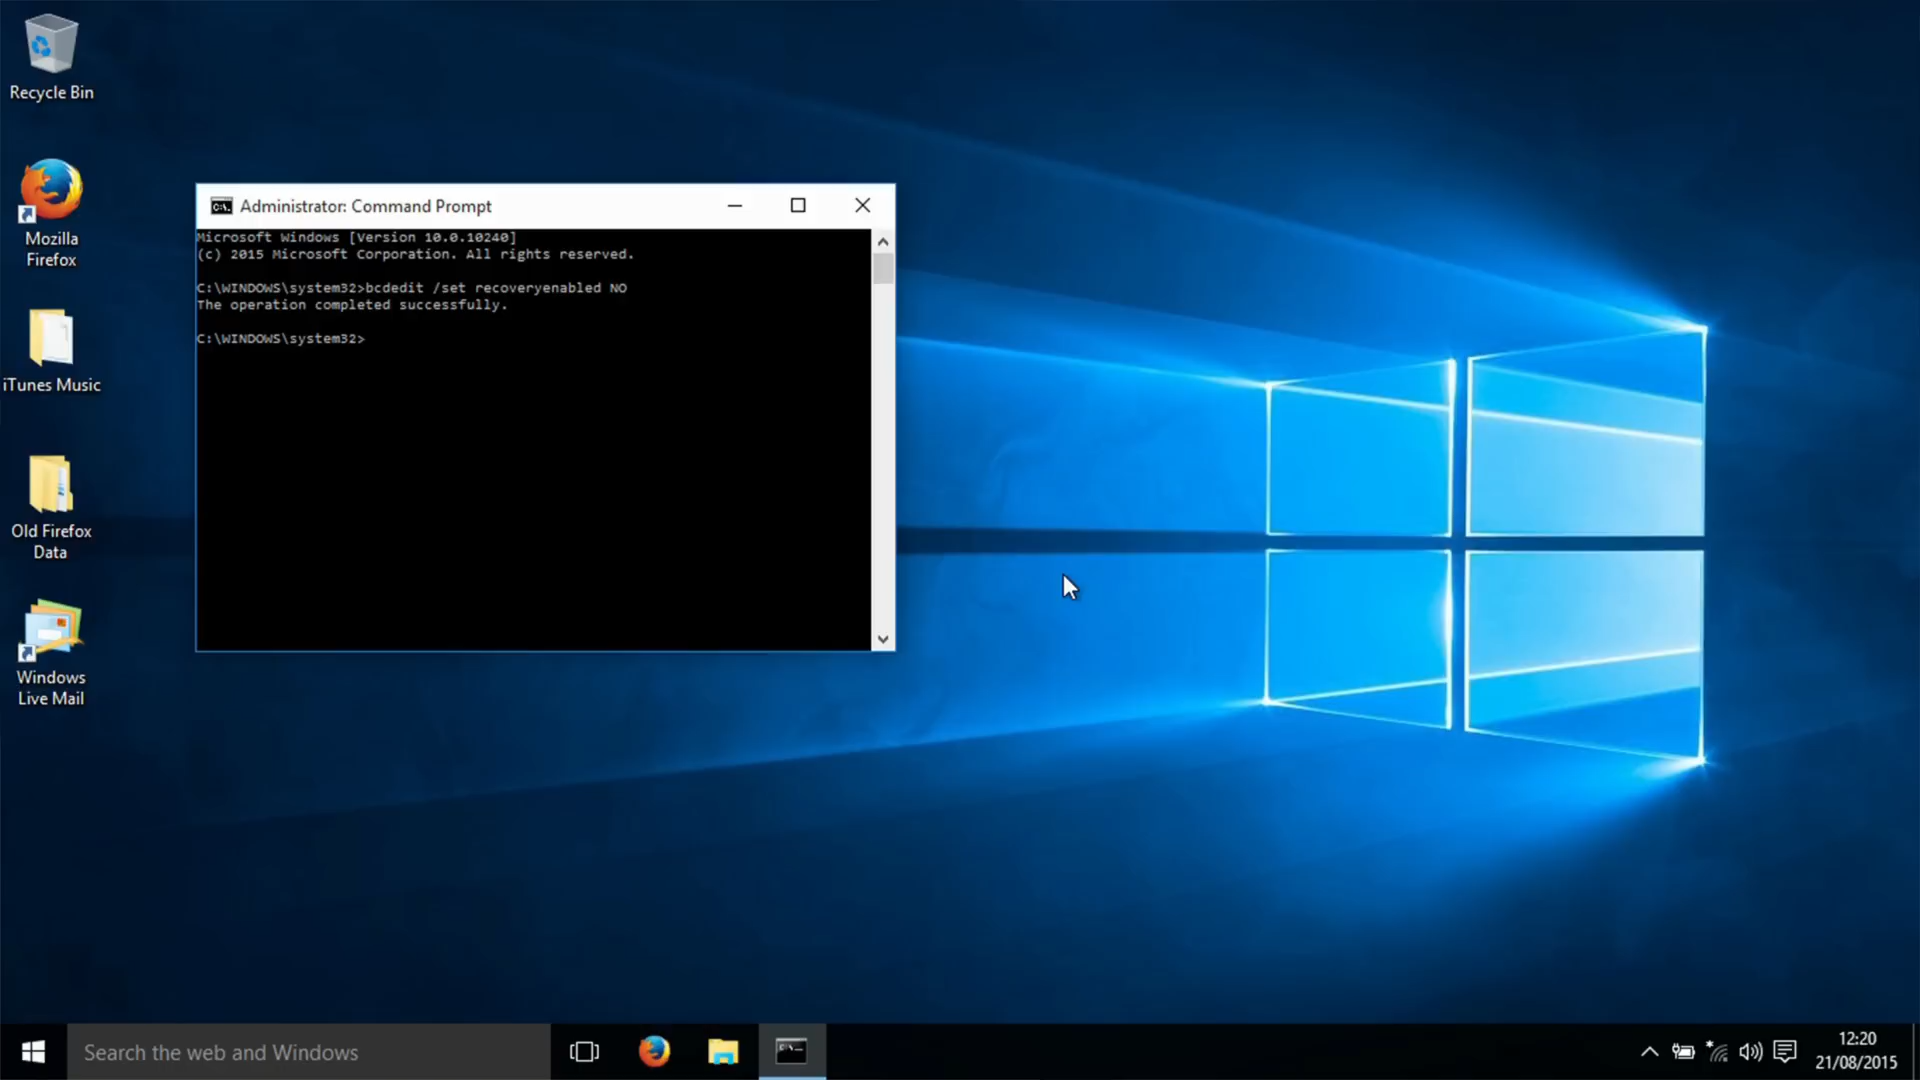 Recycle Bin
Mozilla
Firefox
iTunes Music
Old Firefox
Data
Windows
Live Mail
Administrator: Command Prompt
Microsoft Windows [Version 10.0.10240]
(c) 2015 Microsoft Corporation. All rights reserved.
C:\WINDOWS\system32>bcdedit /set recoveryenabled NO
The operation completed successfully.
C:\WINDOWS\system32>
Search the web and Windows
12:20
21/08/2015